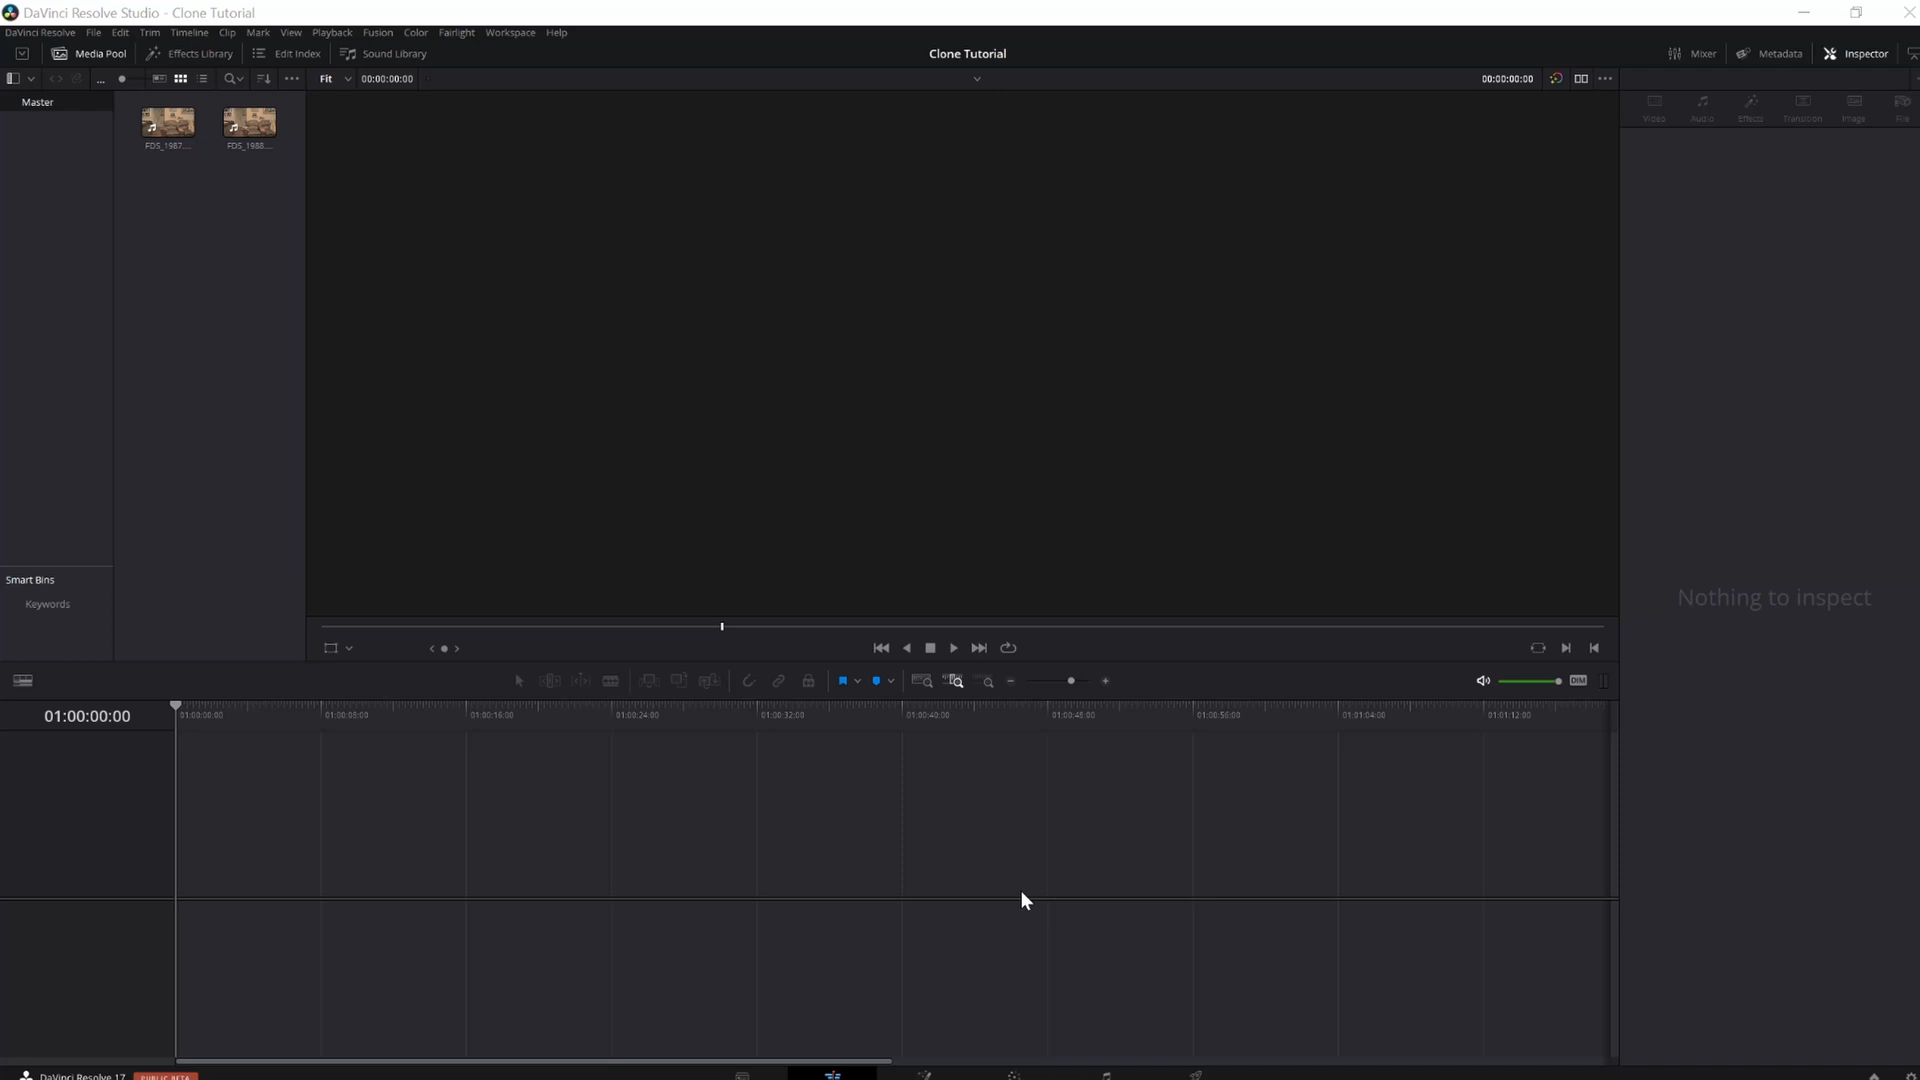 DaVinci Resolve Studio - Clone Tutorial
DaVinci Resolve File Edit Trim Timeline Clip Mark View Playback Fusion Color Fairlight Workspace Help
Media Pool Effects Library Edit Index Sound Library Clone Tutorial Mixer Metadata Inspector
... Fit 00:00:00:00 00:00:00:00
Master
Video Audio Effects Transition Image File
FDS_1987.... FDS_1988....
Smart Bins
Keywords
Nothing to inspect
DIM
01:00:00:00
01:00:00:00 01:00:08:00 01:00:16:00 01:00:24:00 01:00:32:00 01:00:40:00 01:00:48:00 01:00:56:00 01:01:04:00 01:01:12:00
DaVinci Resolve 17 PUBLIC BETA